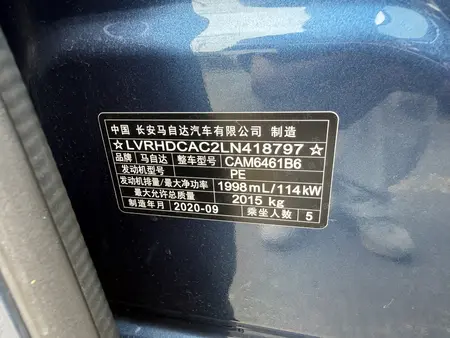 中国 长安马自达汽车有限公司 制造
☆LVRHDCAC2LN418797☆
品牌 马自达 整车型号 CAM6461B6
发动机型号 PE
发动机排量/最大净功率 1998mL/114kW
最大允许总质量 2015 kg
制造年月 2020-09 乘坐人数 5